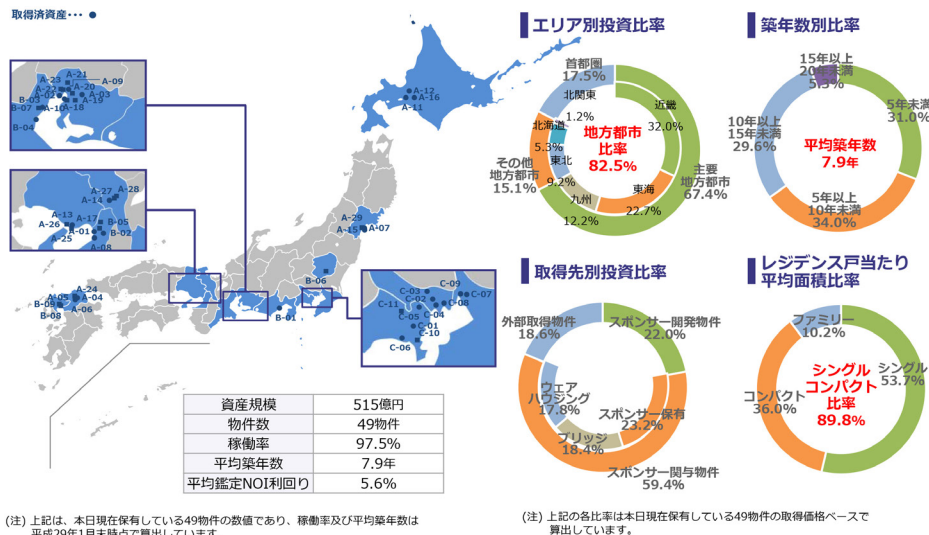 取得済資産･･･ ●
A-21
A-23
A-09
A-22
A-20
A-02
A-03
B-03
A-19
B-07
A-10
A-18
B-04
A-27
A-28
A-14
A-13
A-17
B-05
A-26
A-01
B-02
A-25
A-08
A-12
A-16
A-11
A-29
A-15
A-07
B-06
A-24
A-05
A-04
B-09
A-06
B-08
B-01
C-09
C-03
C-07
C-02
C-08
C-11
C-04
C-05
C-01
C-10
C-06
資産規模 515億円
物件数 49物件
稼働率 97.5%
平均築年数 7.9年
平均鑑定NOI利回り 5.6%
(注) 上記は、本日現在保有している49物件の数値であり、稼働率及び平均築年数は
平成29年1月末時点で算出しています。
エリア別投資比率
首都圏
17.5%
北関東
1.2%
近畿
32.0%
北海道
5.3%
地方都市
比率
82.5%
東北
9.2%
その他
地方都市
15.1%
主要
地方都市
67.4%
九州
12.2%
東海
22.7%
築年数別比率
15年以上
20年未満
5.3%
5年未満
31.0%
10年以上
15年未満
29.6%
平均築年数
7.9年
5年以上
10年未満
34.0%
取得先別投資比率
外部取得物件
18.6%
スポンサー開発物件
22.0%
ウェア
ハウジング
17.8%
スポンサー保有
23.2%
ブリッジ
18.4%
スポンサー関与物件
59.4%
レジデンス戸当たり
平均面積比率
ファミリー
10.2%
シングル
53.7%
コンパクト
36.0%
シングル
コンパクト
比率
89.8%
(注) 上記の各比率は本日現在保有している49物件の取得価格ベースで
算出しています。